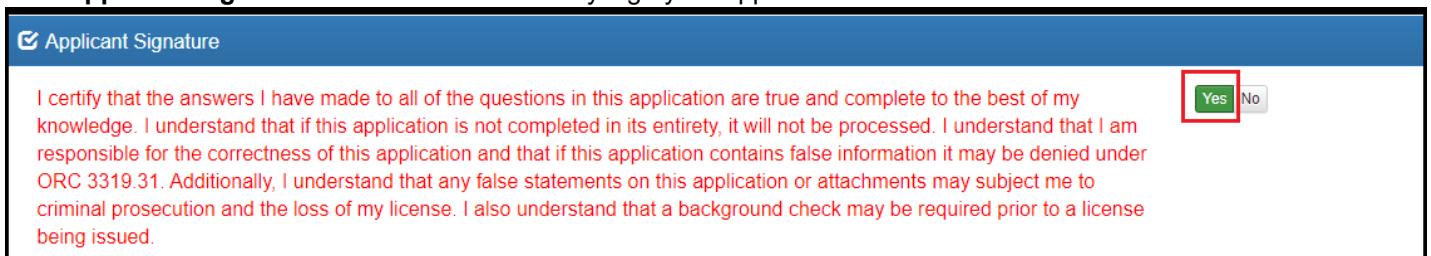 Applicant Signature
I certify that the answers I have made to all of the questions in this application are true and complete to the best of my
Yes No
knowledge. I understand that if this application is not completed in its entirety, it will not be processed. I understand that I am
responsible for the correctness of this application and that if this application contains false information it may be denied under
ORC 3319.31. Additionally, I understand that any false statements on this application or attachments may subject me to
criminal prosecution and the loss of my license. I also understand that a background check may be required prior to a license
being issued.